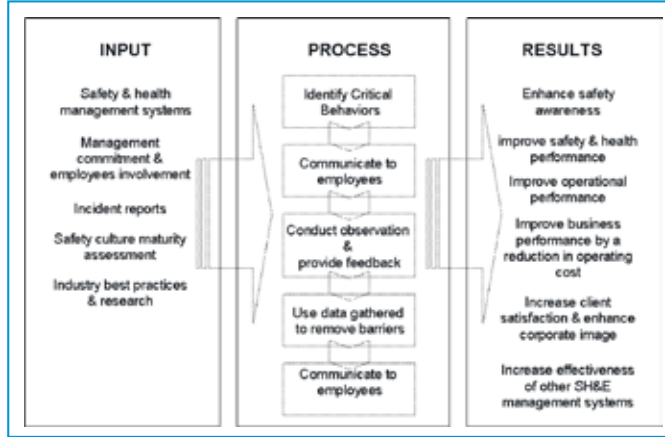 INPUT
Safety & health
management systems
Management
commitment &
employees involvement
Incident reports
Safety culture maturity
assessment
Industry best practices
& research
PROCESS
Identify Critical
Behaviors
Communicate to
employees
Conduct observation
&
provide feedback
Use data gathered
to remove barriers
Communicate to
employees
RESULTS
Enhance safety
awareness
improve safety & health
performance
Improve operational
performance
Improve business
performance by a
reduction in operating
cost
Increase client
satisfaction & enhance
corporate image
Increase effectiveness
of other SH&E
management systems